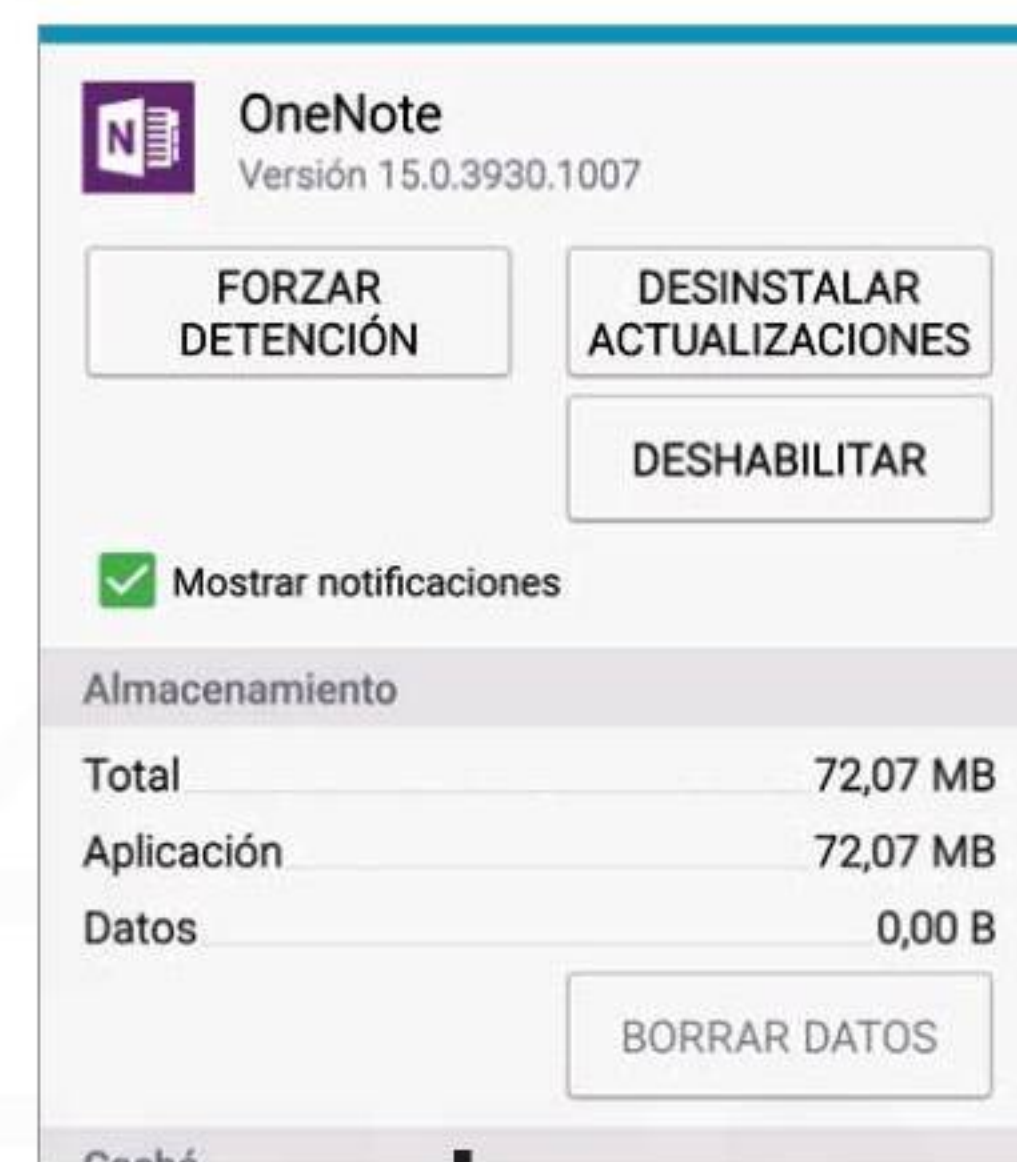 N
OneNote
Versión 15.0.3930.1007
FORZAR
DETENCIÓN
DESINSTALAR
ACTUALIZACIONES
DESHABILITAR
Mostrar notificaciones
Almacenamiento
Total 72,07 MB
Aplicación 72,07 MB
Datos 0,00 B
BORRAR DATOS